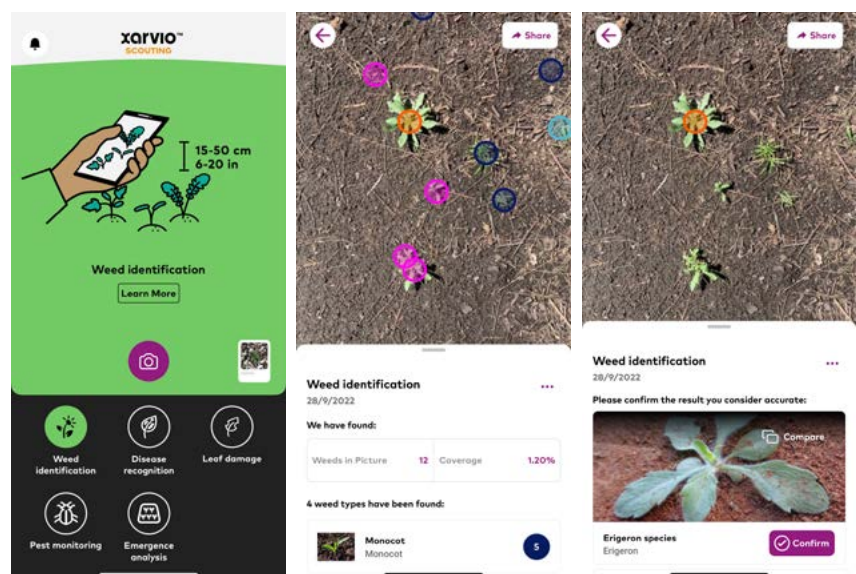 xarvio™
SCOUTING
15-50 cm
6-20 in
Weed identification
Learn More
Weed
identification
Disease
recognition
Leaf damage
Pest monitoring
Emergence
analysis
Share
Weed identification
28/9/2022
We have found:
Weeds in Picture 12 Coverage 1.20%
4 weed types have been found:
Monocot
Monocot
5
Share
Weed identification
28/9/2022
Please confirm the result you consider accurate:
Compare
Erigeron species
Erigeron
Confirm